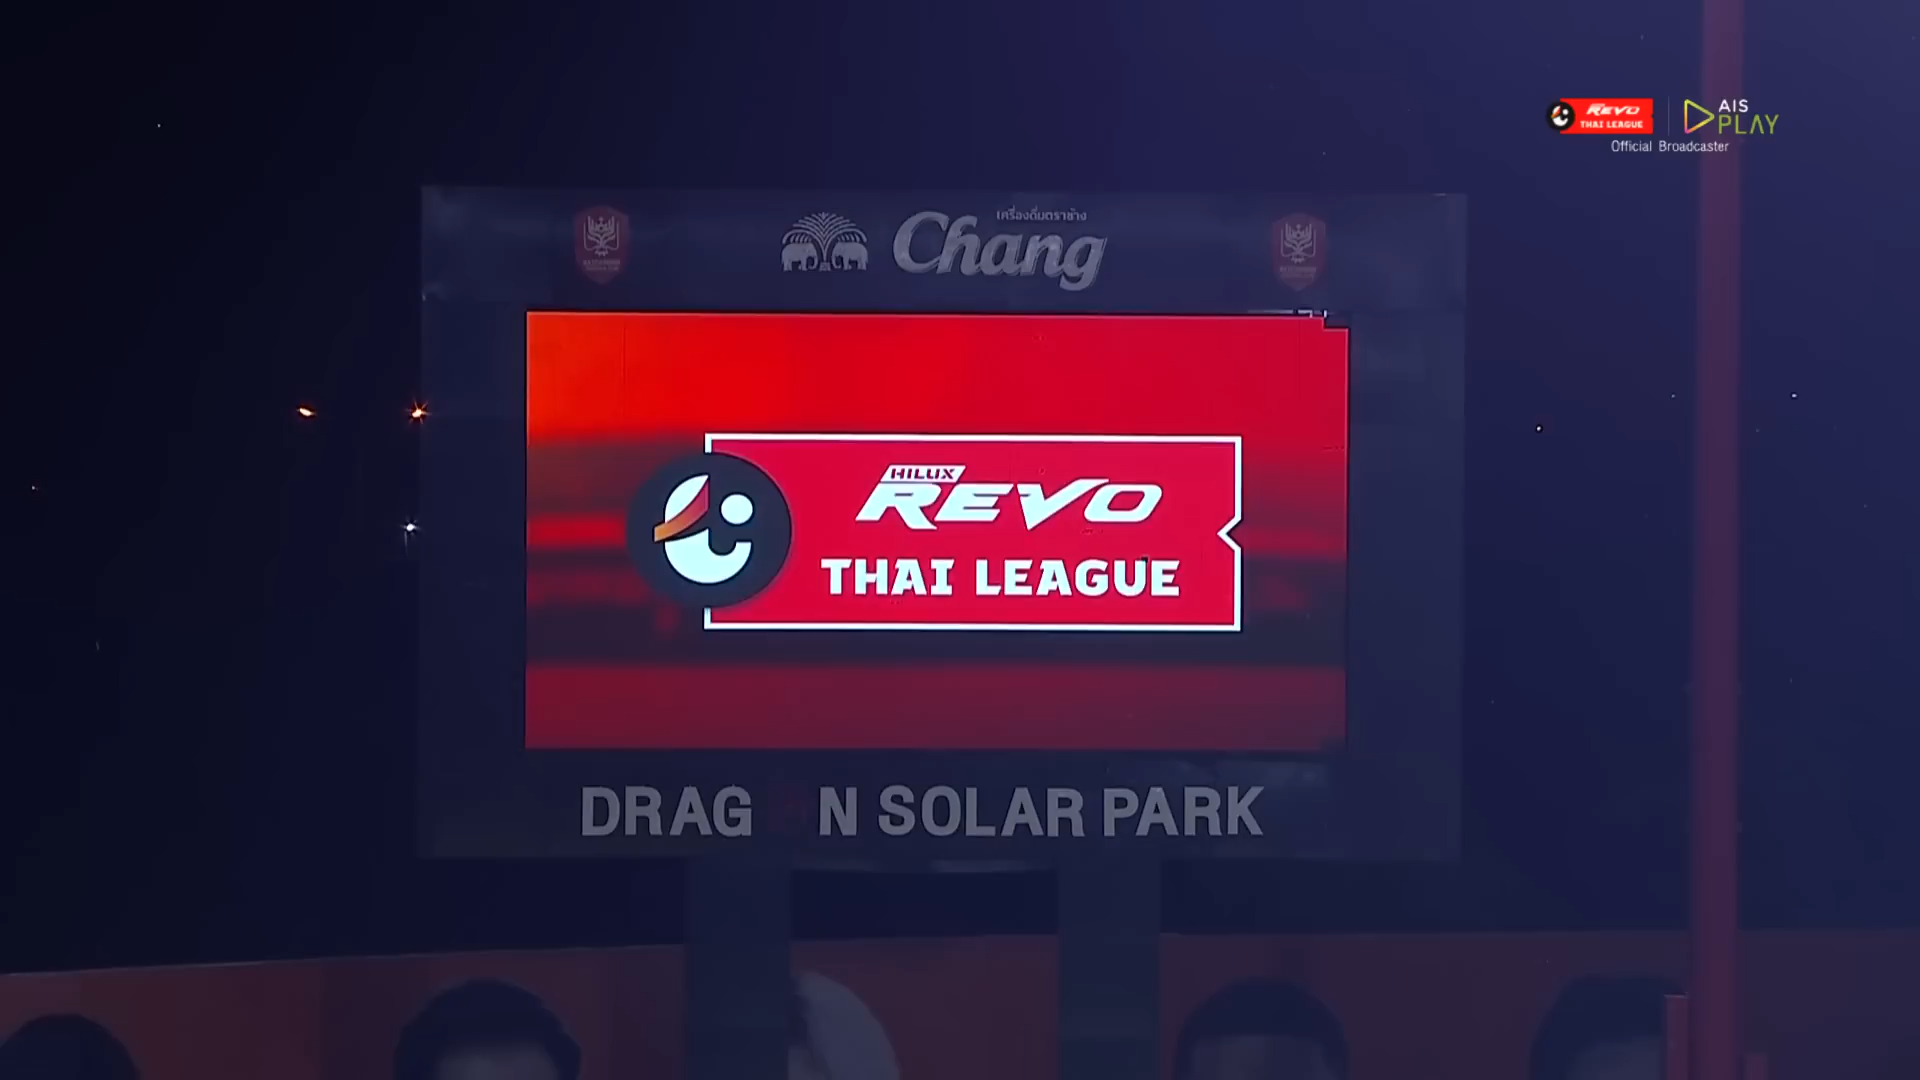 REVO
THAI LEAGUE
AIS
PLAY
Official Broadcaster
เครื่องดื่มตราช้าง
Chang
HILUX
REVO
THAI LEAGUE
DRAG N SOLAR PARK